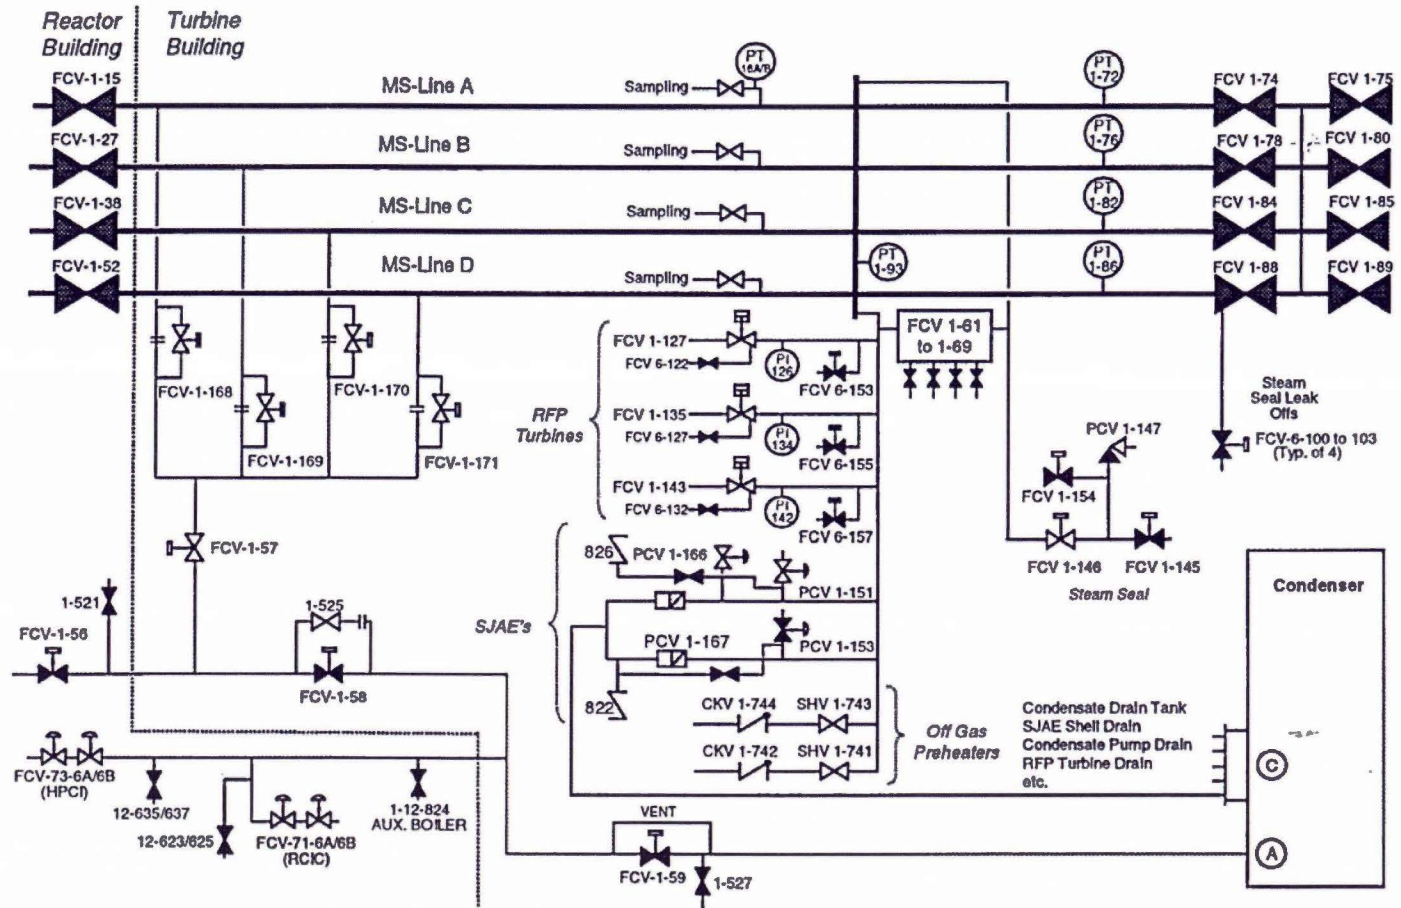 Reactor
Building
Turbine
Building
FCV-1-15
MS-Line A
Sampling
PT
16A/B
PT
1-72
FCV 1-74
FCV 1-75
FCV-1-27
MS-Line B
Sampling
PT
1-76
FCV 1-78
FCV 1-80
FCV-1-38
MS-Line C
Sampling
PT
1-82
FCV 1-84
FCV 1-85
FCV-1-52
MS-Line D
Sampling
PT
1-93
PT
1-86
FCV 1-88
FCV 1-89
FCV-1-168
FCV-1-170
FCV-1-169
FCV-1-171
RFP
Turbines
FCV 1-127
FCV 6-122
PI
126
FCV 6-153
FCV 1-135
FCV 6-127
PI
134
FCV 6-155
FCV 1-143
FCV 6-132
PI
142
FCV 6-157
FCV 1-61
to 1-69
Steam
Seal Leak
Offs
FCV-6-100 to 103
(Typ. of 4)
PCV 1-147
FCV 1-154
FCV 1-146
FCV 1-145
Steam Seal
FCV-1-57
SJAE's
826
PCV 1-166
PCV 1-151
PCV 1-167
PCV 1-153
822
1-521
FCV-1-56
1-525
FCV-1-58
CKV 1-744
SHV 1-743
CKV 1-742
SHV 1-741
Off Gas
Preheaters
Condensate Drain Tank
SJAE Shell Drain
Condensate Pump Drain
RFP Turbine Drain
etc.
Condenser
C
A
FCV-73-6A/6B
(HPCI)
12-635/637
12-623/625
FCV-71-6A/6B
(RCIC)
1-12-824
AUX. BOILER
VENT
FCV-1-59
1-527